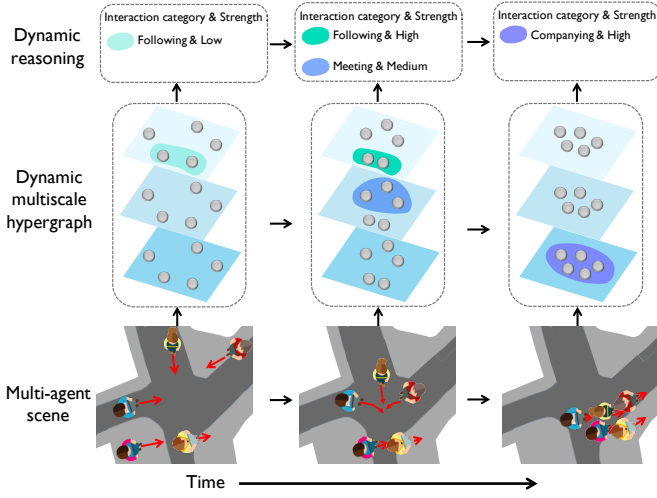 Dynamic
reasoning
Interaction category & Strength
Following & Low
Interaction category & Strength
Following & High
Meeting & Medium
Interaction category & Strength
Companying & High
Dynamic
multiscale
hypergraph
Multi-agent
scene
Time